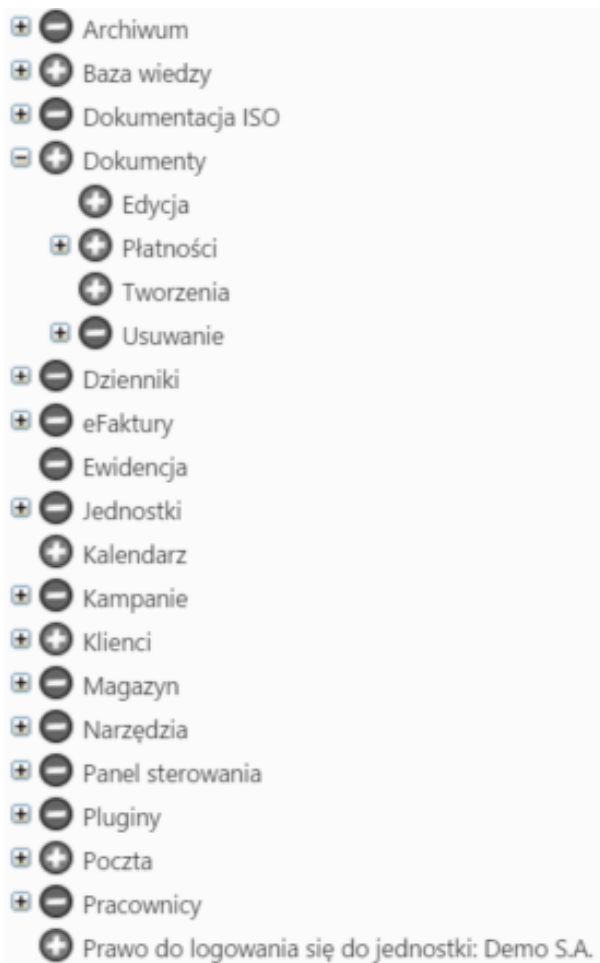 Archiwum
Baza wiedzy
Dokumentacja ISO
Dokumenty
Edycja
Płatności
Tworzenia
Usuwanie
Dzienniki
eFaktury
Ewidencja
Jednostki
Kalendarz
Kampanie
Klienci
Magazyn
Narzędzia
Panel sterowania
Pluginy
Poczta
Pracownicy
Prawo do logowania się do jednostki: Demo S.A.